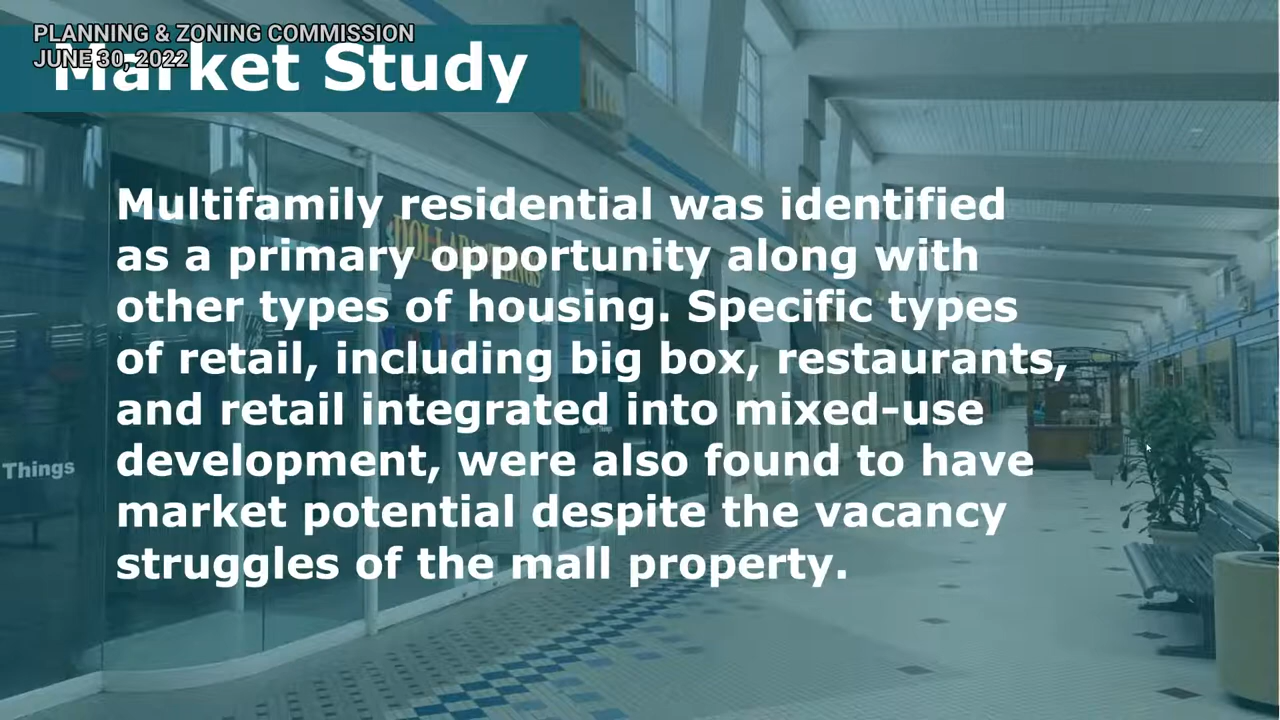 PLANNING & ZONING COMMISSION
JUNE 30, 2022
Market Study
Multifamily residential was identified
as a primary opportunity along with
other types of housing. Specific types
of retail, including big box, restaurants,
and retail integrated into mixed-use
development, were also found to have
market potential despite the vacancy
struggles of the mall property.
DOLLAR THINGS
Things